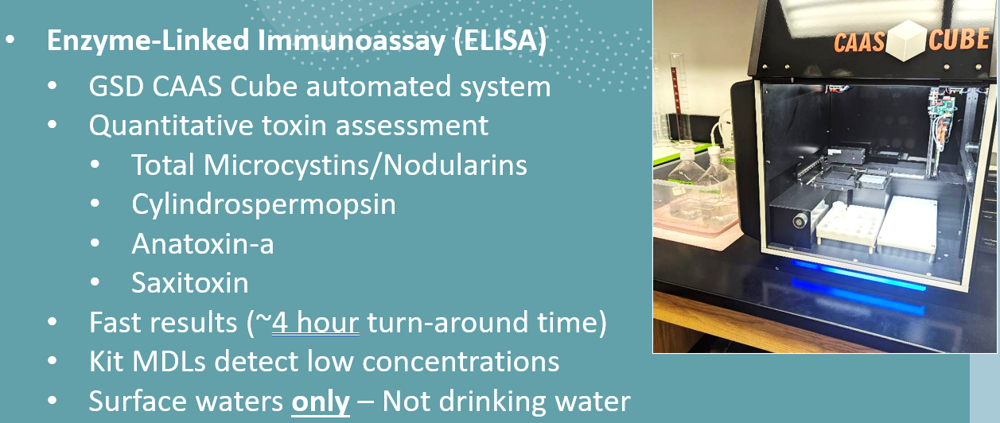 • Enzyme-Linked Immunoassay (ELISA)
• GSD CAAS Cube automated system
• Quantitative toxin assessment
• Total Microcystins/Nodularins
• Cylindrospermopsin
• Anatoxin-a
• Saxitoxin
• Fast results (~4 hour turn-around time)
• Kit MDLs detect low concentrations
• Surface waters only – Not drinking water
CAAS CUBE